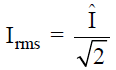 I_rms = Î / √2